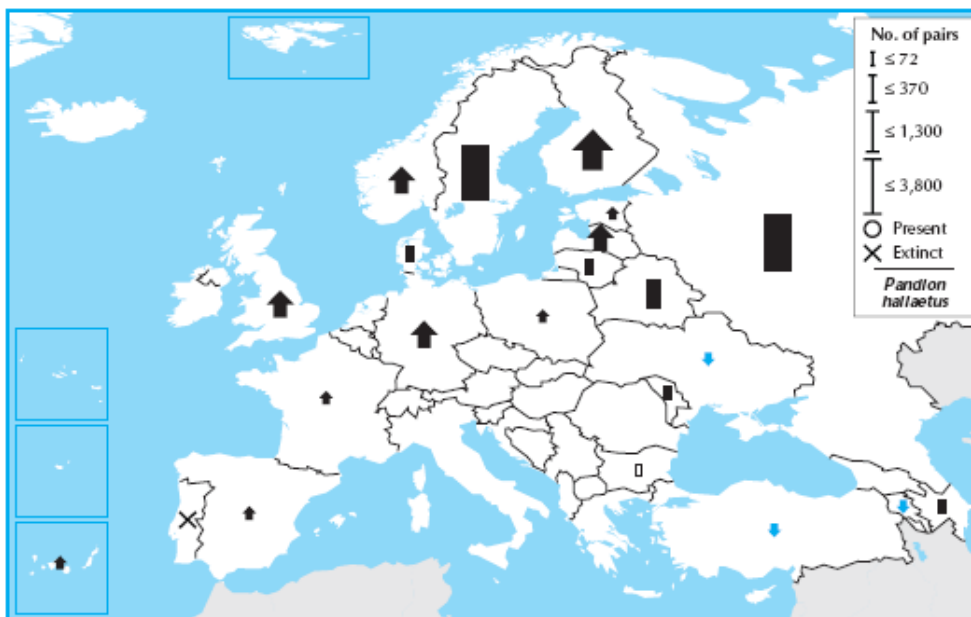 No. of pairs
≤ 72
≤ 370
≤ 1,300
≤ 3,800
Present
Extinct
Pandion
haliaetus